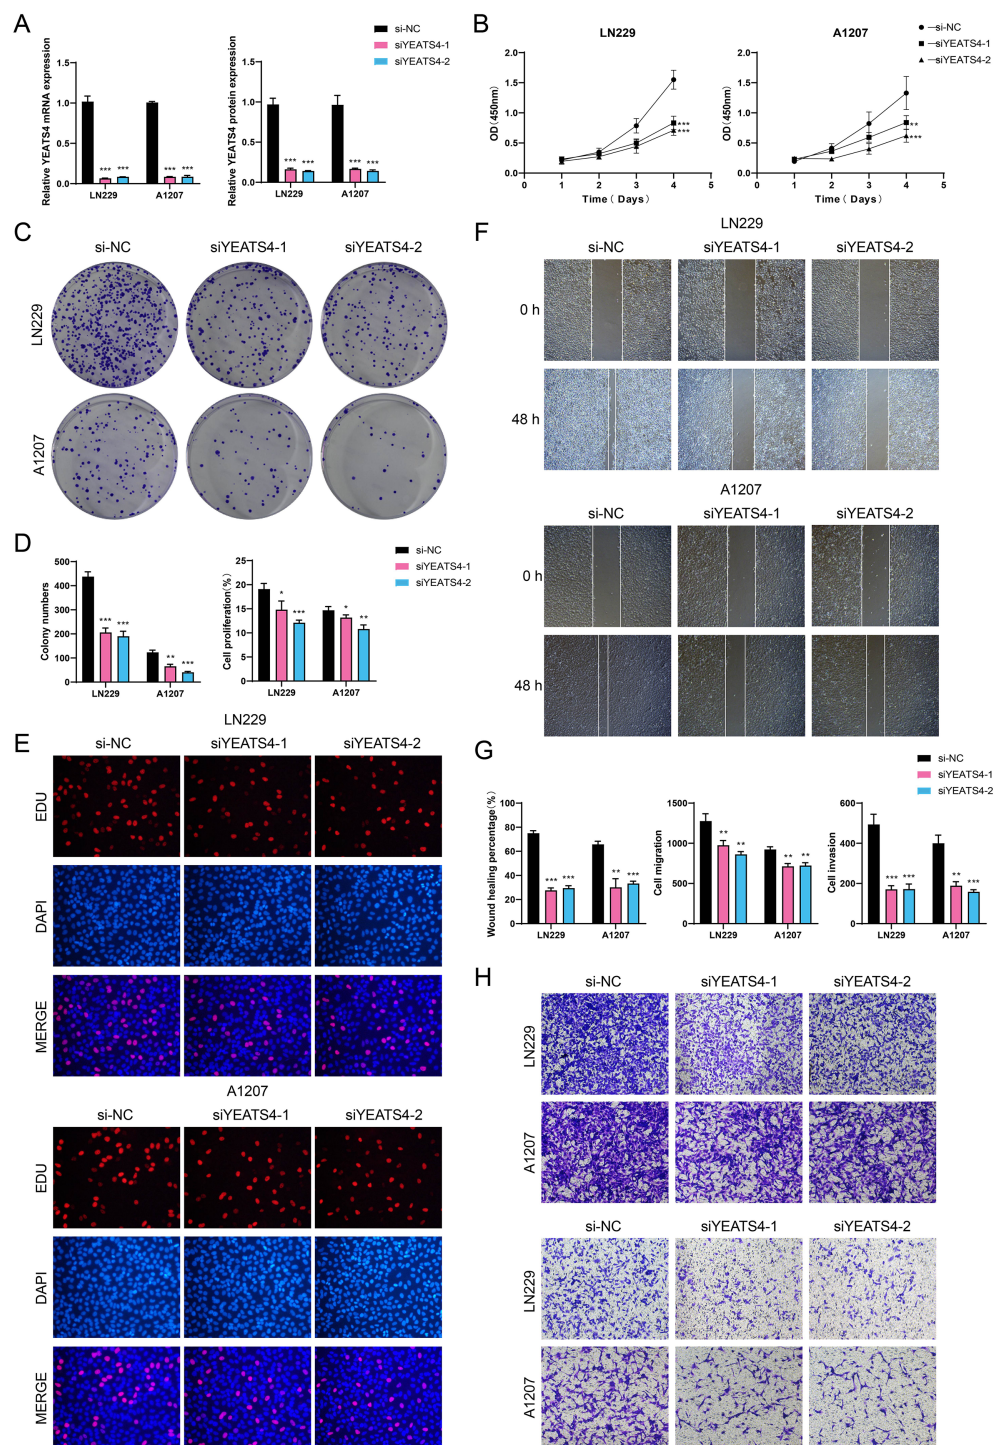 A
si-NC
siYEATS4-1
siYEATS4-2
Relative YEATS4 mRNA expression
1.5
1.0
0.5
0.0
*** ***
*** ***
LN229
A1207
Relative YEATS4 protein expression
1.5
1.0
0.5
0.0
*** ***
*** ***
LN229
A1207
B
LN229
OD(450nm)
2.0
1.5
1.0
0.5
0.0
***
***
0 1 2 3 4 5
Time(Days)
A1207
si-NC
siYEATS4-1
siYEATS4-2
OD(450nm)
2.0
1.5
1.0
0.5
0.0
**
***
0 1 2 3 4 5
Time(Days)
C
si-NC siYEATS4-1 siYEATS4-2
LN229
A1207
D
si-NC
siYEATS4-1
siYEATS4-2
Colony numbers
500
400
300
200
100
0
*** ***
** ***
LN229
A1207
Cell proliferation(%)
25
20
15
10
5
0
* ***
* **
LN229
A1207
E
LN229
si-NC siYEATS4-1 siYEATS4-2
EDU
DAPI
MERGE
A1207
si-NC siYEATS4-1 siYEATS4-2
EDU
DAPI
MERGE
F
LN229
si-NC siYEATS4-1 siYEATS4-2
0 h
48 h
A1207
si-NC siYEATS4-1 siYEATS4-2
0 h
48 h
G
si-NC
siYEATS4-1
siYEATS4-2
Wound healing percentage(%)
100
80
60
40
20
0
*** ***
** ***
LN229
A1207
Cell migration
1500
1000
500
0
** **
** **
LN229
A1207
Cell invasion
600
400
200
0
*** ***
** ***
LN229
A1207
H
si-NC siYEATS4-1 siYEATS4-2
LN229
A1207
si-NC siYEATS4-1 siYEATS4-2
LN229
A1207